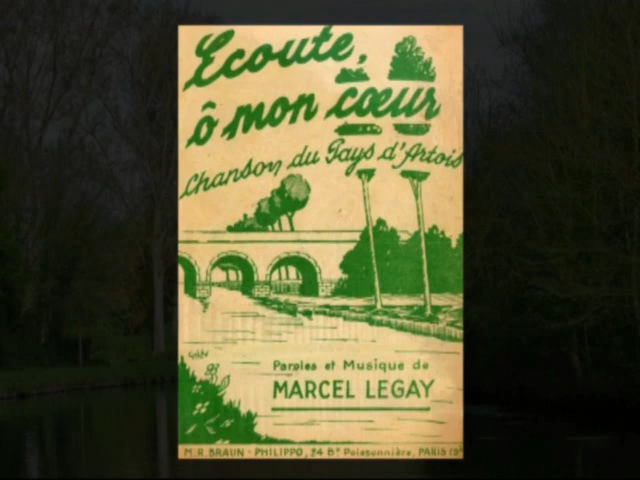 Ecoute,
ô mon cœur
Chanson du Pays d'Artois
Paroles et Musique de
MARCEL LEGAY
M.R. BRAUN - PHILIPPO, 24 Bd Poissonnière, PARIS